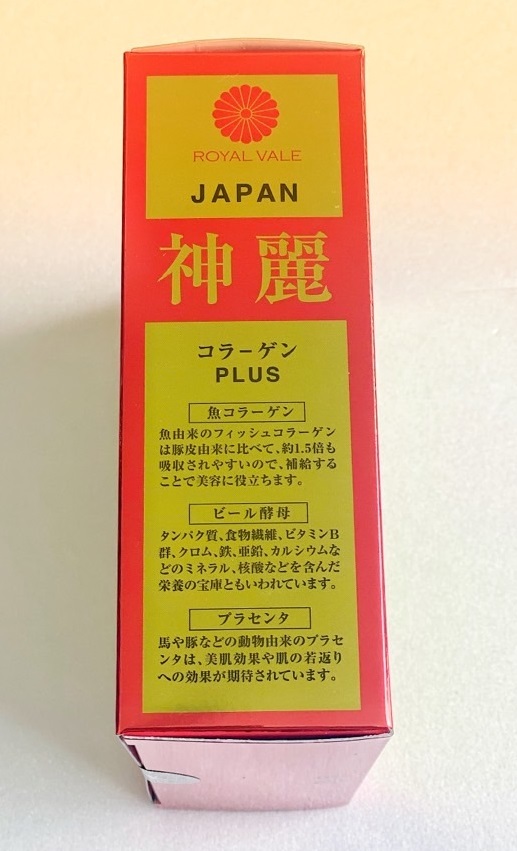 ROYAL VALE
JAPAN
神麗
コラーゲン
PLUS
魚コラーゲン
魚由来のフィッシュコラーゲン
は豚皮由来に比べて、約1.5倍も
吸収されやすいので、補給する
ことで美容に役立ちます。
ビール酵母
タンパク質、食物繊維、ビタミンB
群、クロム、鉄、亜鉛、カルシウムな
どのミネラル、核酸などを含んだ
栄養の宝庫ともいわれています。
プラセンタ
馬や豚などの動物由来のプラセ
ンタは、美肌効果や肌の若返り
への効果が期待されています。